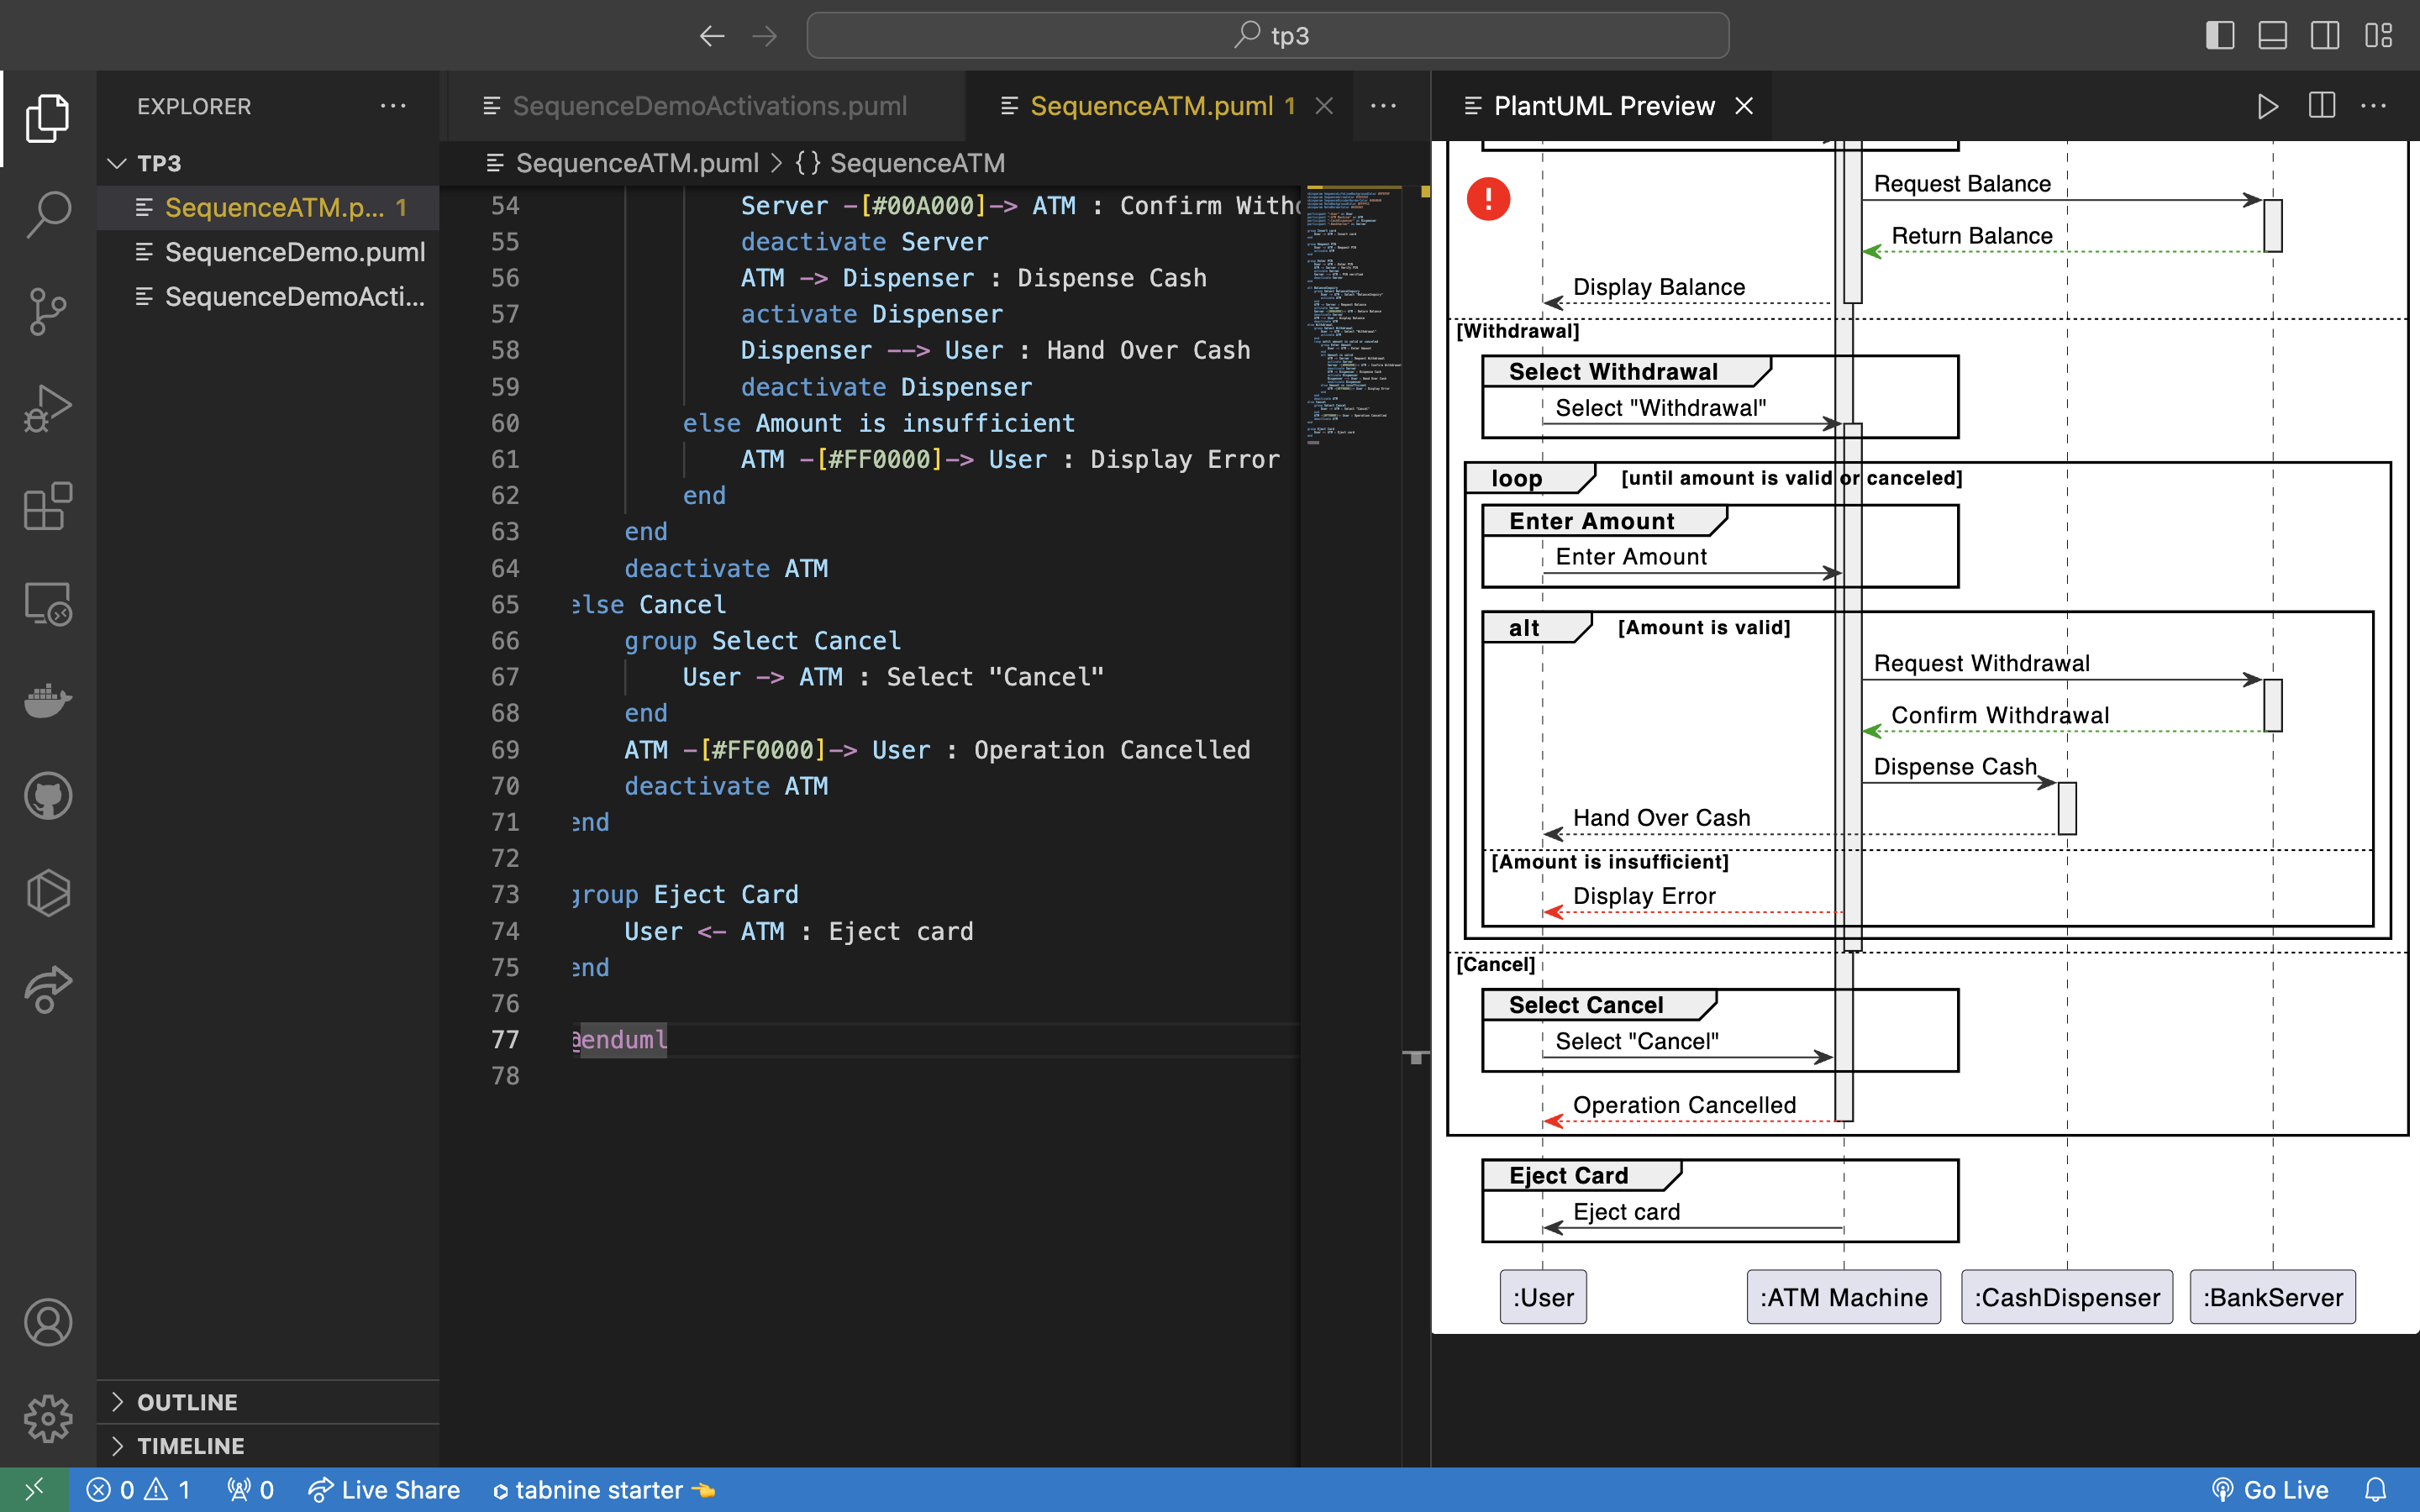 tp3
EXPLORER
TP3
SequenceATM.p... 1
SequenceDemo.puml
SequenceDemoActi...
OUTLINE
TIMELINE
SequenceDemoActivations.puml
SequenceATM.puml 1
SequenceATM.puml > {} SequenceATM
54 Server -[#00A000]-> ATM : Confirm Withd
55 deactivate Server
56 ATM -> Dispenser : Dispense Cash
57 activate Dispenser
58 Dispenser --> User : Hand Over Cash
59 deactivate Dispenser
60 else Amount is insufficient
61 ATM -[#FF0000]-> User : Display Error
62 end
63 end
64 deactivate ATM
65 else Cancel
66 group Select Cancel
67 User -> ATM : Select "Cancel"
68 end
69 ATM -[#FF0000]-> User : Operation Cancelled
70 deactivate ATM
71 end
72
73 group Eject Card
74 User <- ATM : Eject card
75 end
76
77 @enduml
78
PlantUML Preview
!
Request Balance
Return Balance
Display Balance
[Withdrawal]
Select Withdrawal
Select "Withdrawal"
loop [until amount is valid or canceled]
Enter Amount
Enter Amount
alt [Amount is valid]
Request Withdrawal
Confirm Withdrawal
Dispense Cash
Hand Over Cash
[Amount is insufficient]
Display Error
[Cancel]
Select Cancel
Select "Cancel"
Operation Cancelled
Eject Card
Eject card
:User :ATM Machine :CashDispenser :BankServer
0 1 0 Live Share tabnine starter Go Live